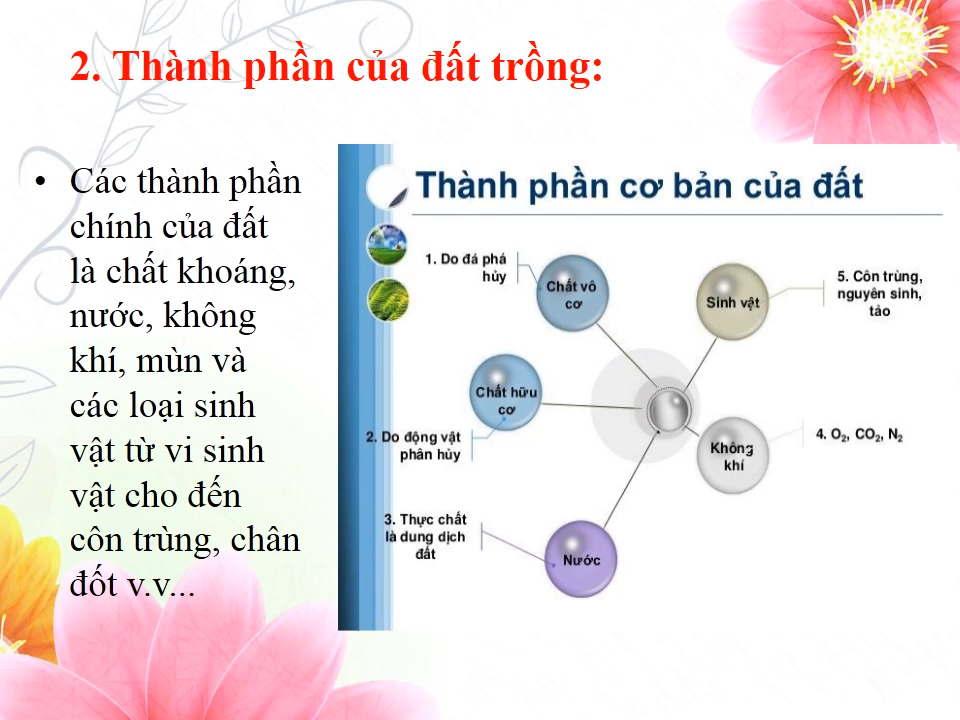 2. Thành phần của đất trồng:
• Các thành phần
chính của đất
là chất khoáng,
nước, không
khí, mùn và
các loại sinh
vật từ vi sinh
vật cho đến
côn trùng, chân
đốt v.v...
Thành phần cơ bản của đất
1. Do đá phá
hủy
Chất vô
cơ
Sinh vật
5. Côn trùng,
nguyên sinh,
tảo
Chất hữu
cơ
2. Do động vật
phân hủy
Không
khí
4. O₂, CO₂, N₂
3. Thực chất
là dung dịch
đất
Nước